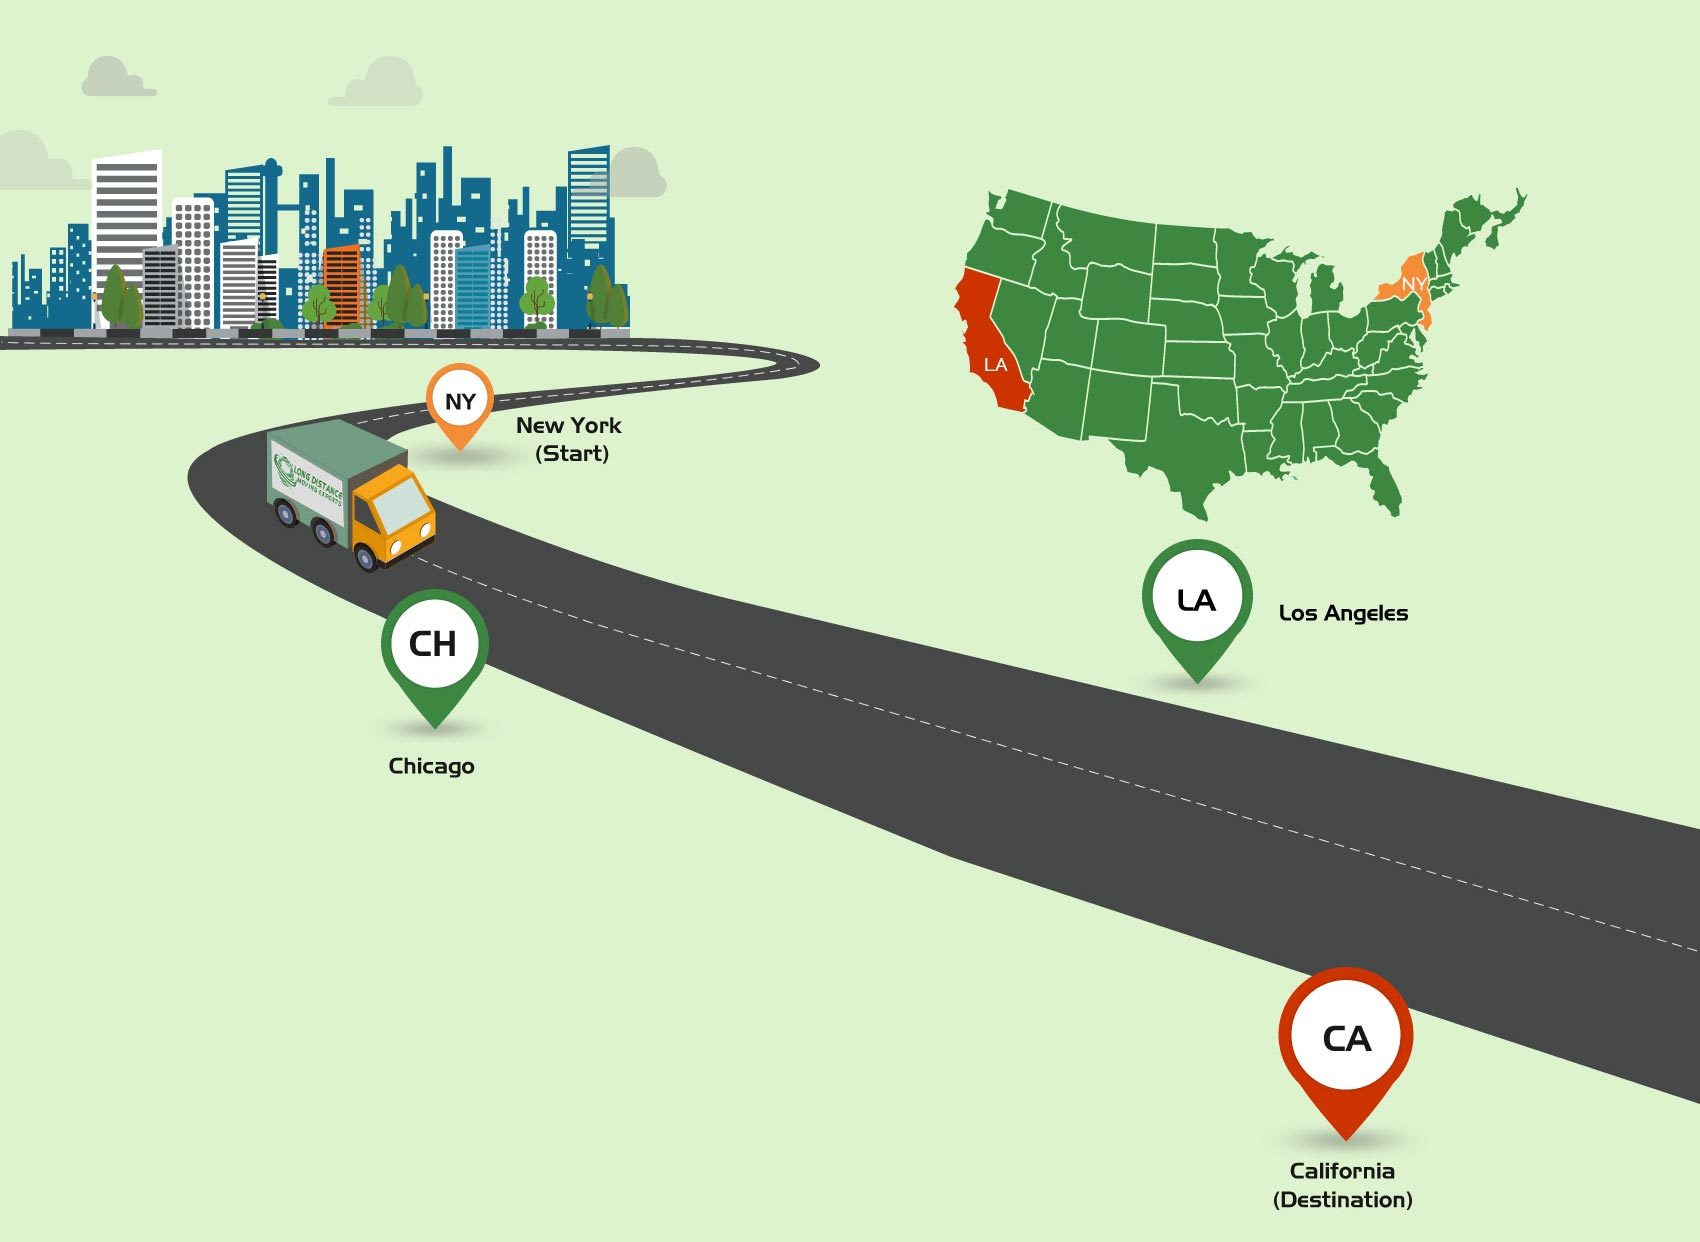 NY
LA
NY
New York
(Start)
LONG DISTANCE
MOVING EXPERTS
LA
Los Angeles
CH
Chicago
CA
California
(Destination)